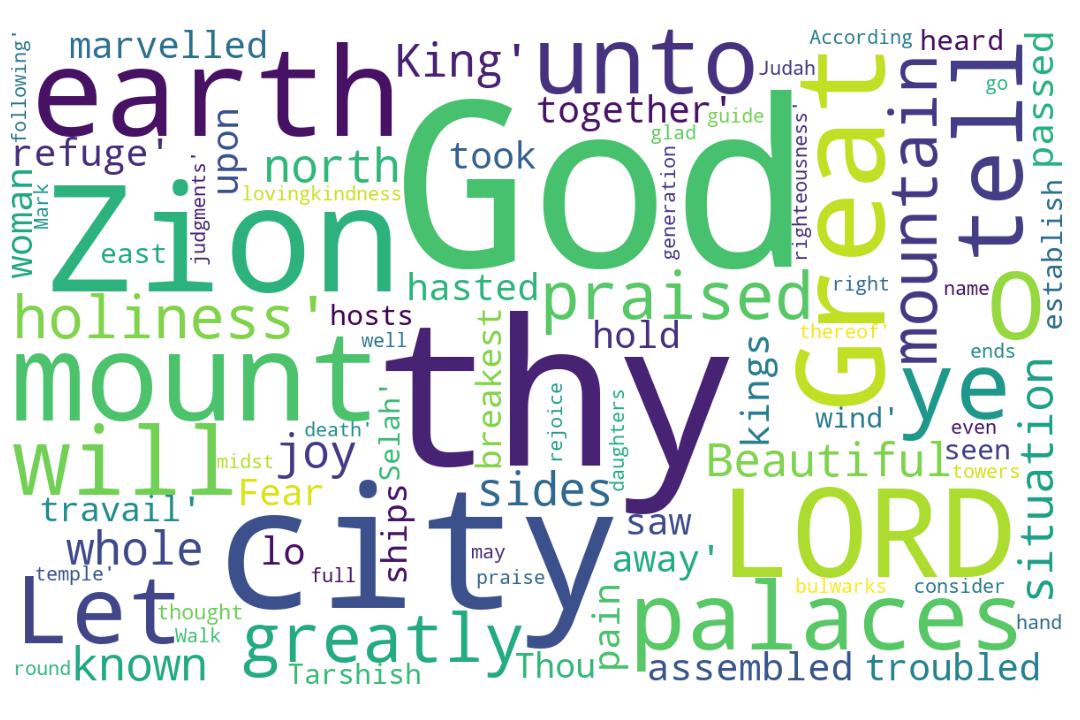 following'
marvelled
earth
King'
unto
According
heard
Judah
together'
glad
guide
go
tell
passed
refuge'
upon
north
took
Great
mountain
woman
Mark
Zion
east
judgments'
lovingkindness
God
generation
righteousness'
establish
o
holiness'
hosts
hasted
praised
right
name
mount
well
thy
hold
kings
thereof'
ye
ends
will
death'
midst
joy
Selah'
breakest
rejoice
daughters
wind'
even
seen
Beautiful
towers
situation
travail'
Fear
sides
city
saw
LORD
whole
lo
ships
away'
temple'
full
may
praise
bulwarks
consider
Let
thought
Walk
greatly
pain
palaces
hand
round
known
Tarshish
Thou
assembled
troubled